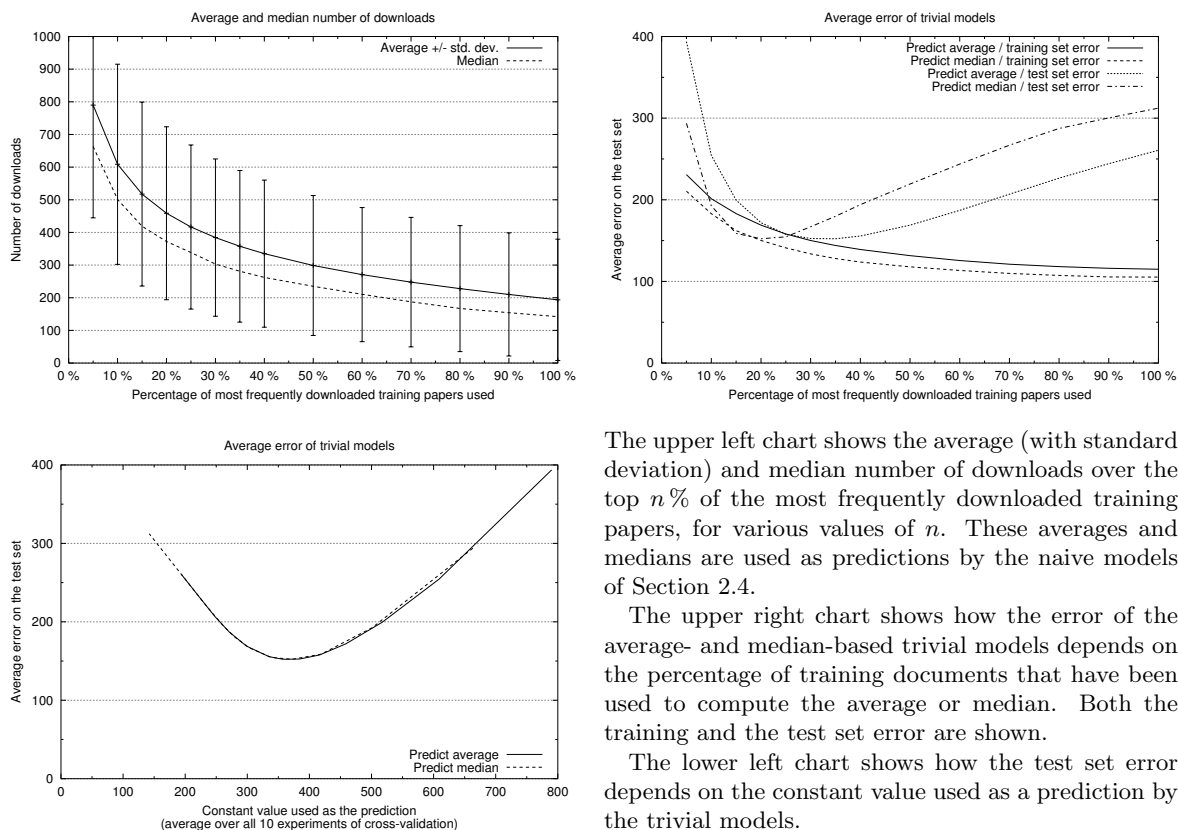 Average and median number of downloads
1000
900
800
700
600
500
400
300
200
100
0
Number of downloads
Average +/- std. dev.
Median
0 % 10 % 20 % 30 % 40 % 50 % 60 % 70 % 80 % 90 % 100 %
Percentage of most frequently downloaded training papers used
Average error of trivial models
400
300
200
100
0
Average error on the test set
Predict average / training set error
Predict median / training set error
Predict average / test set error
Predict median / test set error
0 % 10 % 20 % 30 % 40 % 50 % 60 % 70 % 80 % 90 % 100 %
Percentage of most frequently downloaded training papers used
Average error of trivial models
400
300
200
100
0
Average error on the test set
Predict average
Predict median
0 100 200 300 400 500 600 700 800
Constant value used as the prediction
(average over all 10 experiments of cross-validation)
The upper left chart shows the average (with standard
deviation) and median number of downloads over the
top n % of the most frequently downloaded training
papers, for various values of n. These averages and
medians are used as predictions by the naive models
of Section 2.4.
The upper right chart shows how the error of the
average- and median-based trivial models depends on
the percentage of training documents that have been
used to compute the average or median. Both the
training and the test set error are shown.
The lower left chart shows how the test set error
depends on the constant value used as a prediction by
the trivial models.